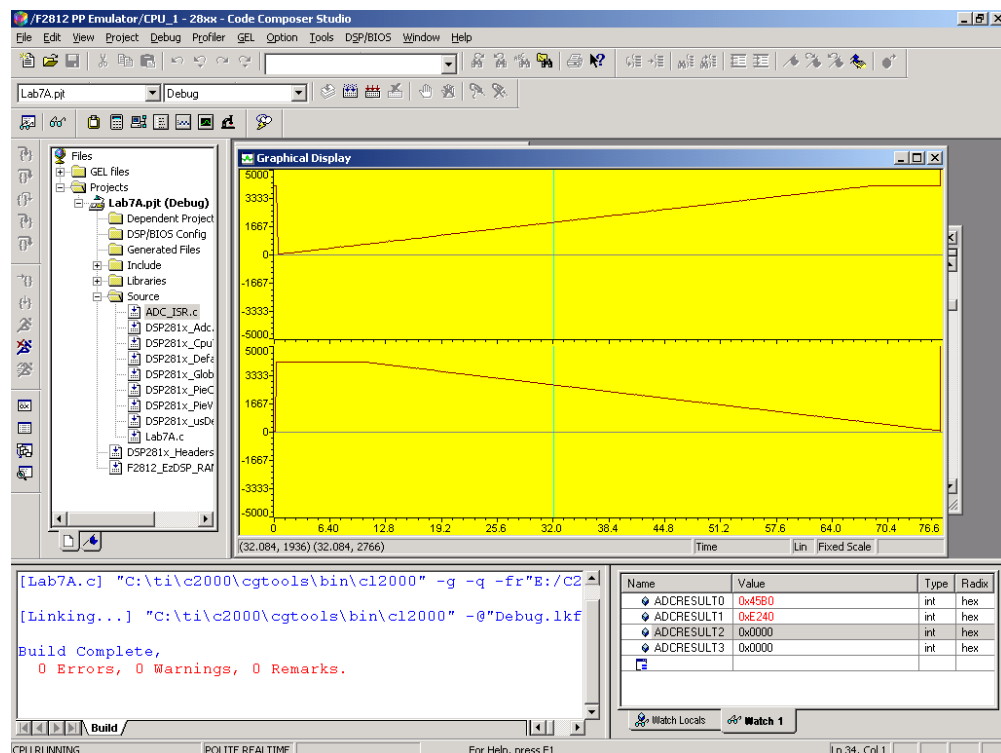 /F2812 PP Emulator/CPU_1 - 28xx - Code Composer Studio
File Edit View Project Debug Profiler GEL Option Tools DSP/BIOS Window Help
Lab7A.pjt Debug
Files
GEL files
Projects
Lab7A.pjt (Debug)
Dependent Project
DSP/BIOS Config
Generated Files
Include
Libraries
Source
ADC_ISR.c
DSP281x_Adc.
DSP281x_Cpu
DSP281x_Defa
DSP281x_Glob
DSP281x_PieC
DSP281x_PieV
DSP281x_usDe
Lab7A.c
DSP281x_Headers
F2812_EzDSP_RAM
Graphical Display
5000
3333
1667
0
-1667
-3333
-5000
5000
3333
1667
0
-1667
-3333
-5000
0 6.40 12.8 19.2 25.6 32.0 38.4 44.8 51.2 57.6 64.0 70.4 76.6
(32.084, 1936) (32.084, 2766) Time Lin Fixed Scale
[Lab7A.c] "C:\ti\c2000\cgtools\bin\cl2000" -g -q -fr"E:/C2
[Linking...] "C:\ti\c2000\cgtools\bin\cl2000" -@"Debug.lkf
Build Complete,
0 Errors, 0 Warnings, 0 Remarks.
Build
Name Value Type Radix
ADCRESULT0 0x45B0 int hex
ADCRESULT1 0xE240 int hex
ADCRESULT2 0x0000 int hex
ADCRESULT3 0x0000 int hex
Watch Locals Watch 1
CPU RUNNING POLITE REALTIME For Help, press F1 Ln 34, Col 1